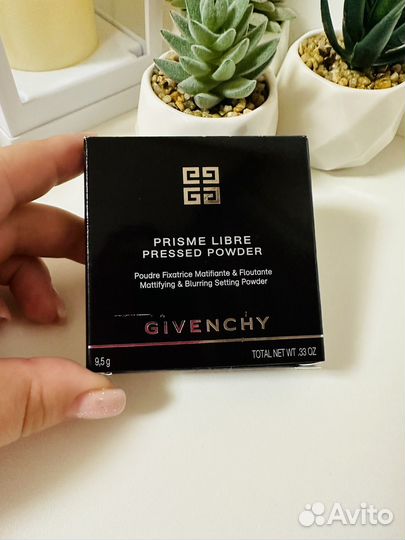 PRISME LIBRE
PRESSED POWDER
Poudre Fixatrice Matifiante & Floutante
Mattifying & Blurring Setting Powder
GIVENCHY
9,5 g TOTAL NET WT .33 OZ
Avito